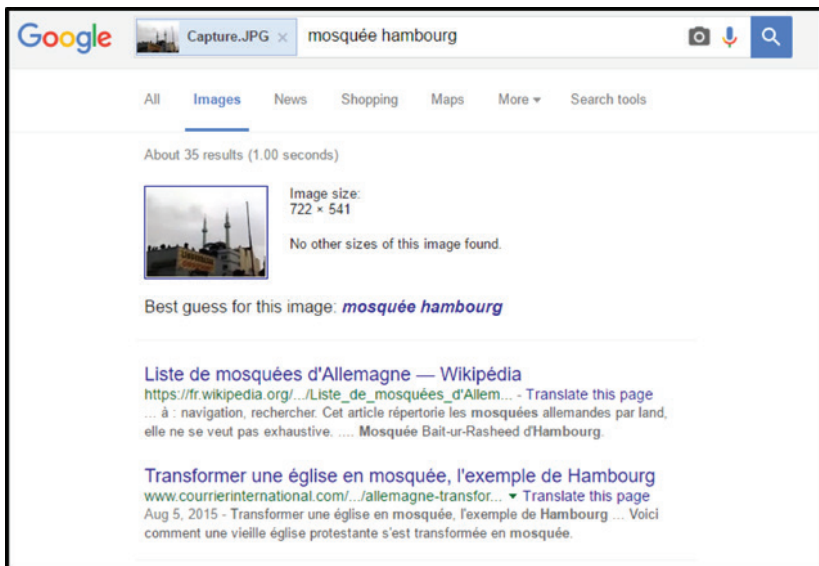 Google Capture.JPG × mosquée hambourg
All Images News Shopping Maps More ▾ Search tools
About 35 results (1.00 seconds)
Image size:
722 × 541
No other sizes of this image found.
Best guess for this image: mosquée hambourg
Liste de mosquées d'Allemagne — Wikipédia
https://fr.wikipedia.org/.../Liste_de_mosquées_d'Allem... - Translate this page
... à : navigation, rechercher. Cet article répertorie les mosquées allemandes par land,
elle ne se veut pas exhaustive. .... Mosquée Bait-ur-Rasheed d'Hambourg.
Transformer une église en mosquée, l'exemple de Hambourg
www.courrierinternational.com/.../allemagne-transfor... ▾ Translate this page
Aug 5, 2015 - Transformer une église en mosquée, l'exemple de Hambourg ... Voici
comment une vieille église protestante s'est transformée en mosquée.